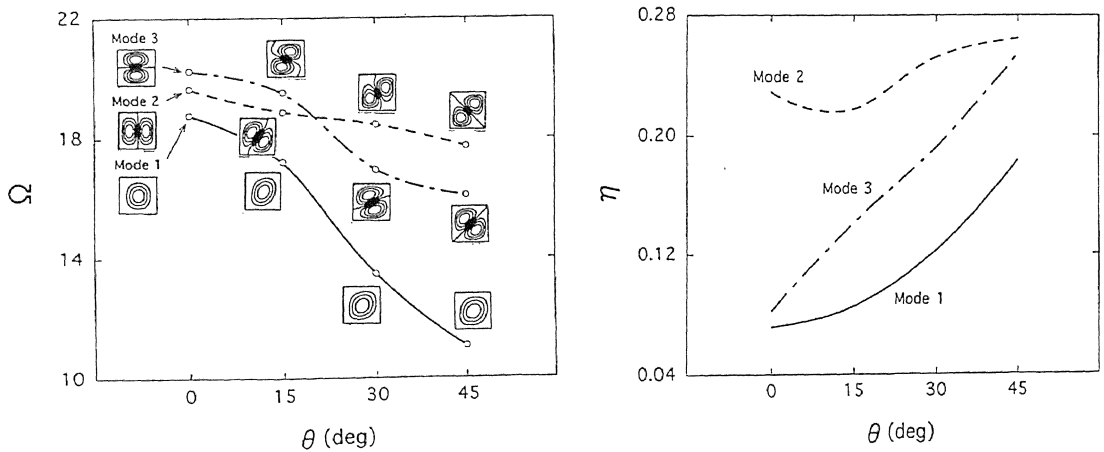 22
18
14
10
Ω
Mode 3
Mode 2
Mode 1
0 15 30 45
θ (deg)
0.28
0.20
0.12
0.04
η
Mode 2
Mode 3
Mode 1
0 15 30 45
θ (deg)